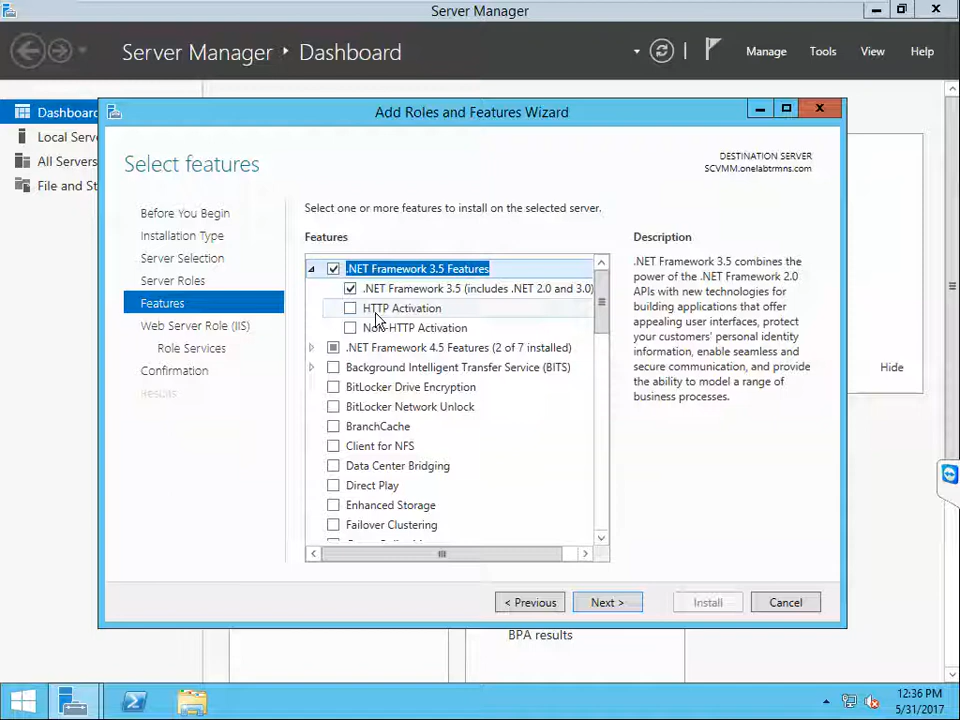 Server Manager
Server Manager Dashboard
Manage Tools View Help
Dashboard
Local Serve
All Servers
File and St
Add Roles and Features Wizard
Select features
DESTINATION SERVER
SCVMM.onelabtrmns.com
Before You Begin
Installation Type
Server Selection
Server Roles
Features
Web Server Role (IIS)
Role Services
Confirmation
Results
Select one or more features to install on the selected server.
Features
.NET Framework 3.5 Features
.NET Framework 3.5 (includes .NET 2.0 and 3.0)
HTTP Activation
Non-HTTP Activation
.NET Framework 4.5 Features (2 of 7 installed)
Background Intelligent Transfer Service (BITS)
BitLocker Drive Encryption
BitLocker Network Unlock
BranchCache
Client for NFS
Data Center Bridging
Direct Play
Enhanced Storage
Failover Clustering
Description
.NET Framework 3.5 combines the
power of the .NET Framework 2.0
APIs with new technologies for
building applications that offer
appealing user interfaces, protect
your customers' personal identity
information, enable seamless and
secure communication, and provide
the ability to model a range of
business processes.
Hide
< Previous
Next >
Install
Cancel
BPA results
12:36 PM
5/31/2017